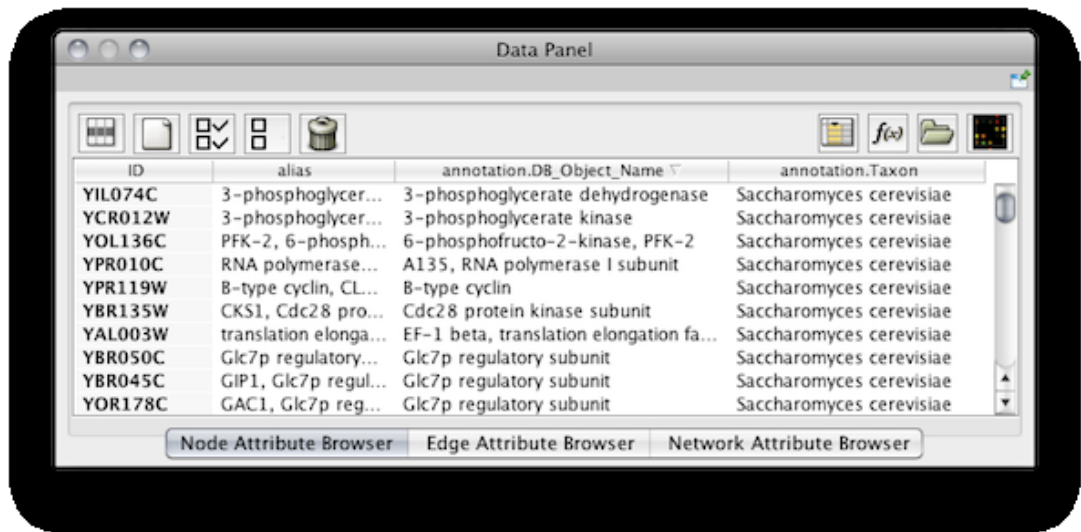 Data Panel
f(x)
ID alias annotation.DB_Object_Name annotation.Taxon
YIL074C 3-phosphoglycer... 3-phosphoglycerate dehydrogenase Saccharomyces cerevisiae
YCR012W 3-phosphoglycer... 3-phosphoglycerate kinase Saccharomyces cerevisiae
YOL136C PFK-2, 6-phosph... 6-phosphofructo-2-kinase, PFK-2 Saccharomyces cerevisiae
YPR010C RNA polymerase... A135, RNA polymerase I subunit Saccharomyces cerevisiae
YPR119W B-type cyclin, CL... B-type cyclin Saccharomyces cerevisiae
YBR135W CKS1, Cdc28 pro... Cdc28 protein kinase subunit Saccharomyces cerevisiae
YAL003W translation elonga... EF-1 beta, translation elongation fa... Saccharomyces cerevisiae
YBR050C Glc7p regulatory... Glc7p regulatory subunit Saccharomyces cerevisiae
YBR045C GIP1, Glc7p regul... Glc7p regulatory subunit Saccharomyces cerevisiae
YOR178C GAC1, Glc7p reg... Glc7p regulatory subunit Saccharomyces cerevisiae
Node Attribute Browser Edge Attribute Browser Network Attribute Browser